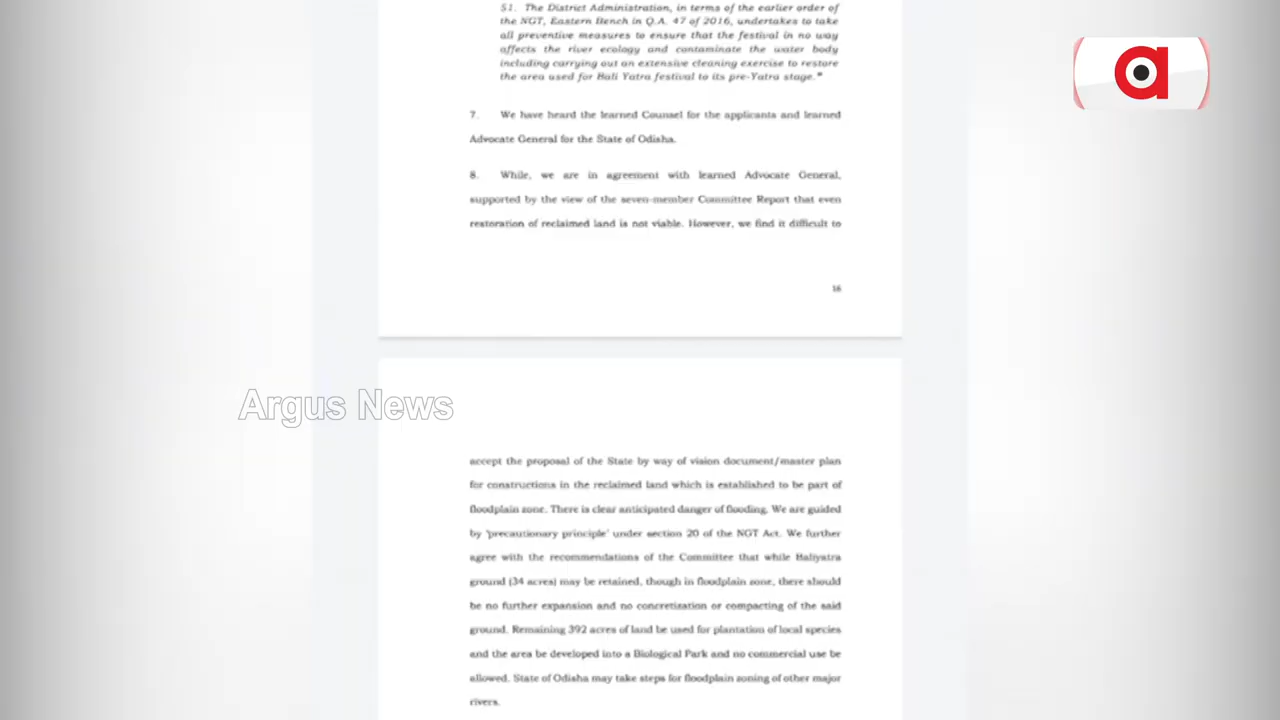 51. The District Administration, in terms of the earlier order of
the NGT, Eastern Bench in O.A. 47 of 2016, undertakes to take
all preventive measures to ensure that the festival in no way
affects the river ecology and contaminate the water body
including carrying out an extensive cleaning exercise to restore
the area used for Bali Yatra festival to its pre-Yatra stage."
7. We have heard the learned Counsel for the applicants and learned
Advocate General for the State of Odisha.
8. While, we are in agreement with learned Advocate General,
supported by the view of the seven-member Committee Report that even
restoration of reclaimed land is not viable. However, we find it difficult to
16
a
Argus News
accept the proposal of the State by way of vision document/master plan
for constructions in the reclaimed land which is established to be part of
floodplain zone. There is clear anticipated danger of flooding. We are guided
by 'precautionary principle' under section 20 of the NGT Act. We further
agree with the recommendations of the Committee that while Baliyatra
ground (34 acres) may be retained, though in floodplain zone, there should
be no further expansion and no concretization or compacting of the said
ground. Remaining 392 acres of land be used for plantation of local species
and the area be developed into a Biological Park and no commercial use be
allowed. State of Odisha may take steps for floodplain zoning of other major
rivers.